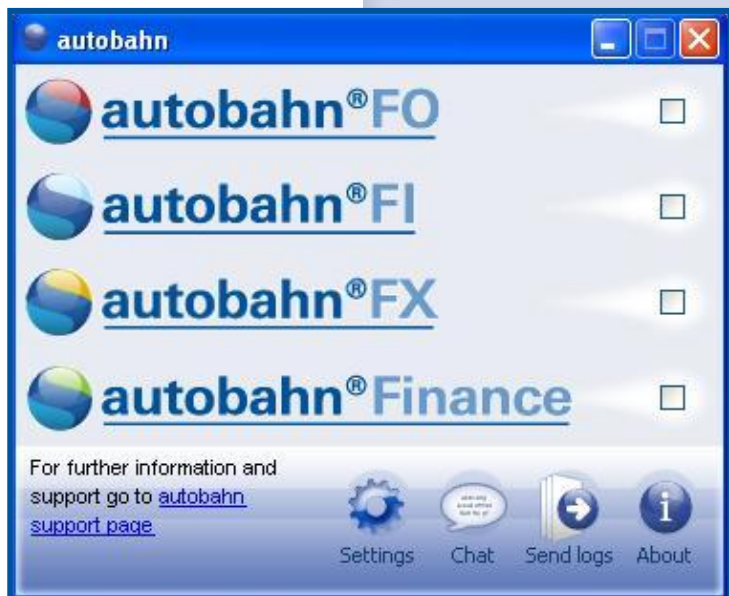 autobahn
autobahn®FO
autobahn®FI
autobahn®FX
autobahn®Finance
For further information and
support go to autobahn
support page
Settings
Chat
Send logs
About